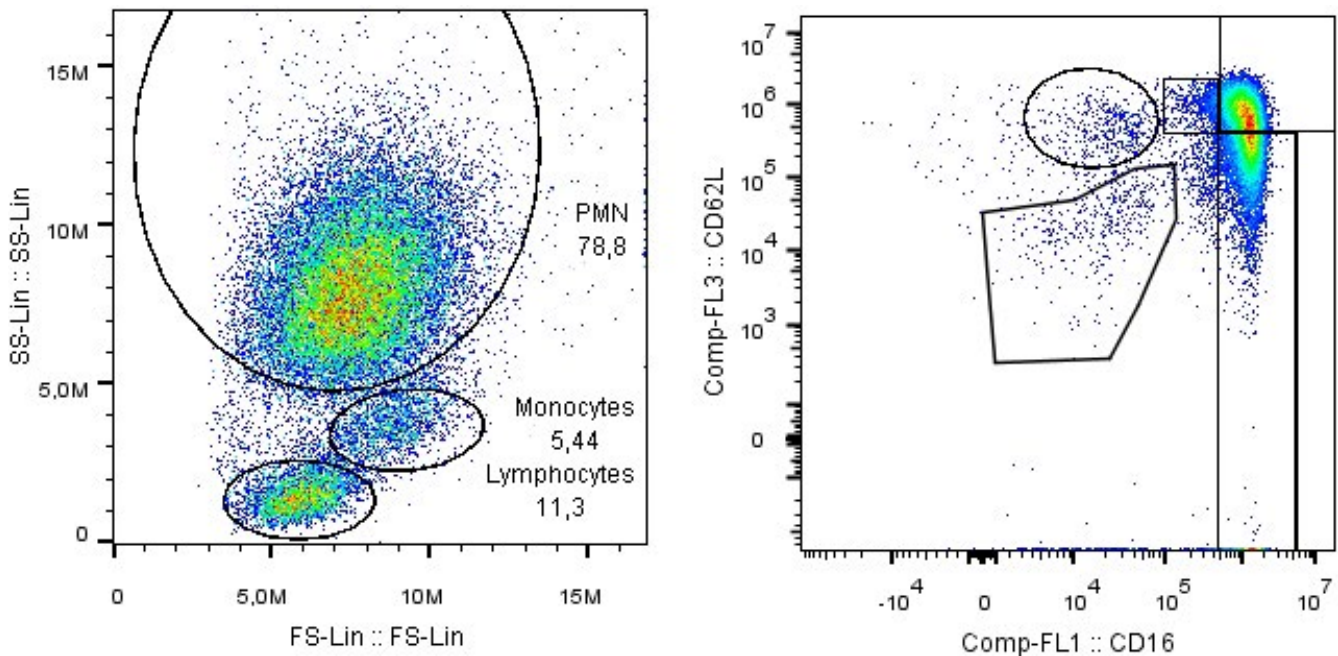 15M
10M
5,0M
0
SS-Lin :: SS-Lin
PMN
78,8
Monocytes
5,44
Lymphocytes
11,3
0
5,0M
10M
15M
FS-Lin :: FS-Lin
10^7
10^6
10^5
10^4
10^3
0
Comp-FL3 :: CD62L
-10^4
0
10^4
10^5
10^7
Comp-FL1 :: CD16